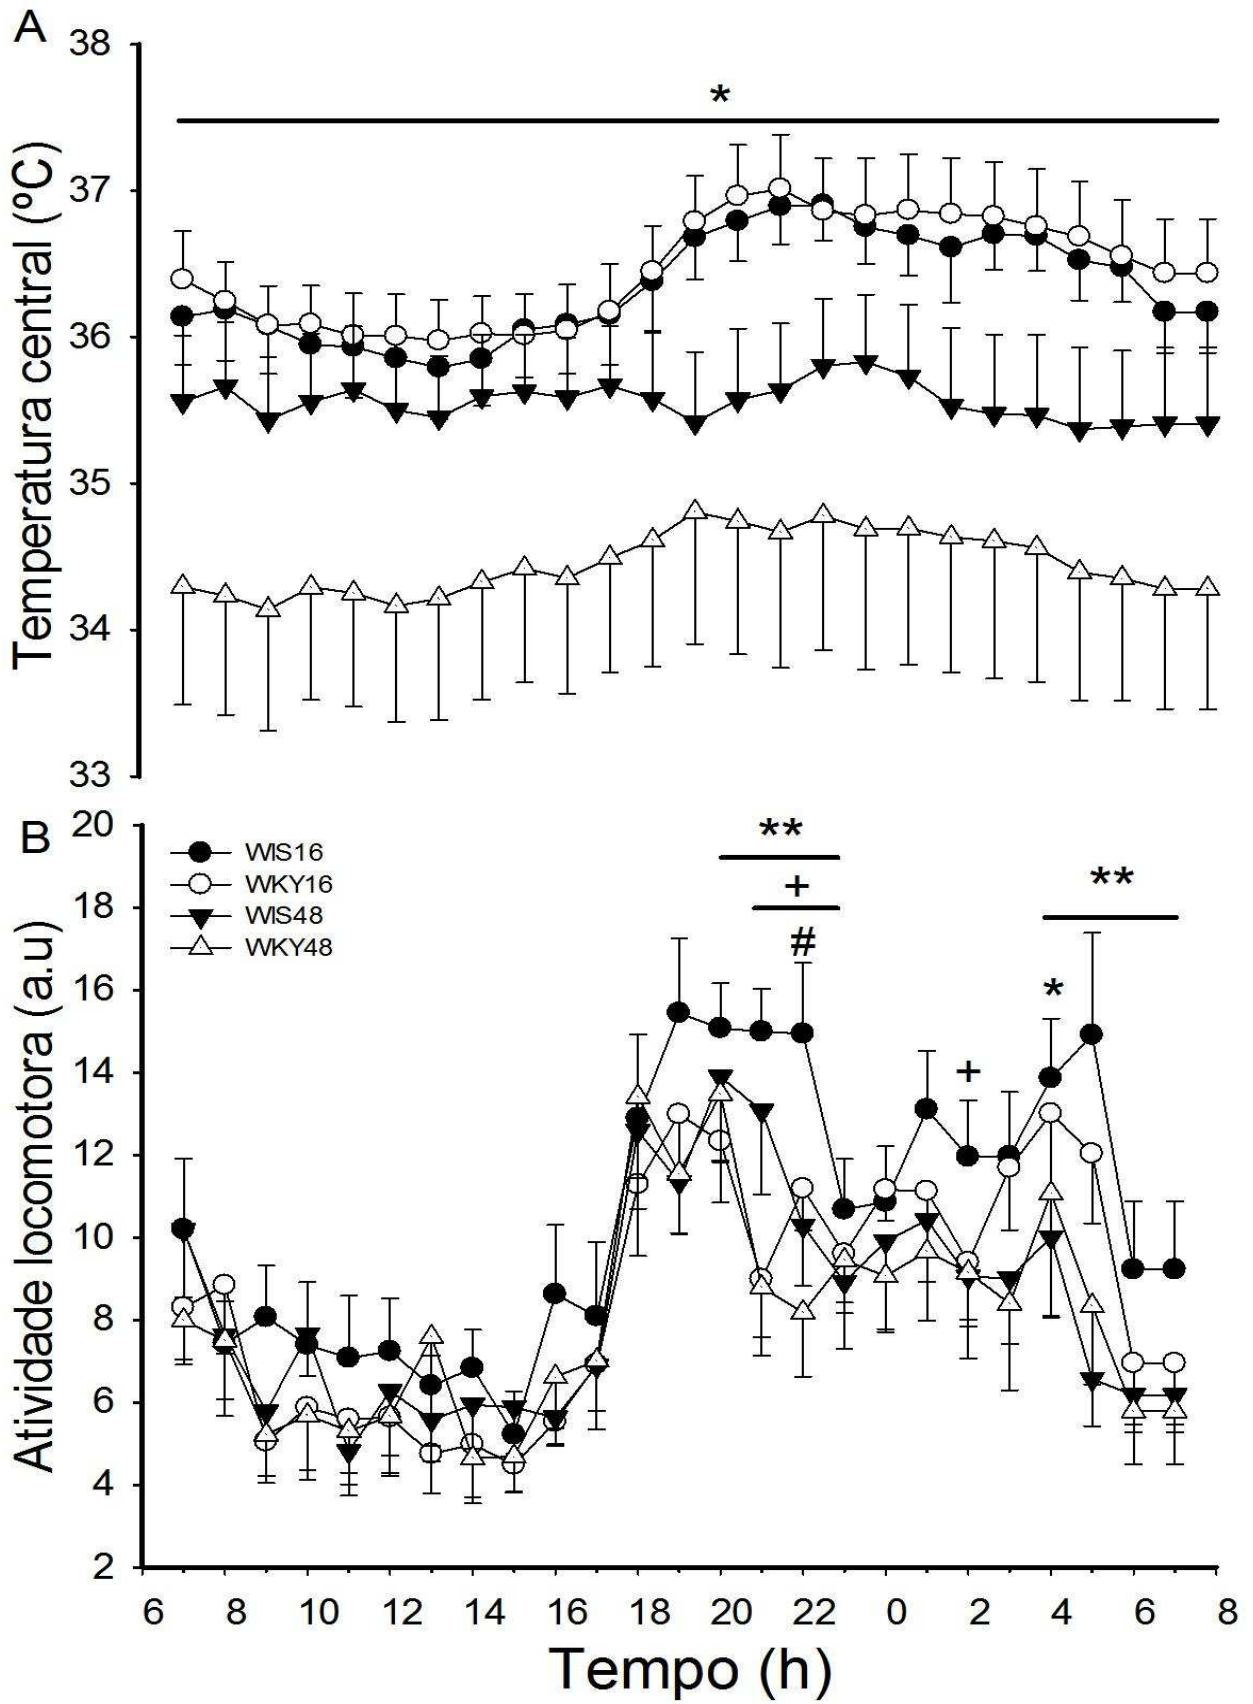 A
38
*
37
36
35
34
33
Temperatura central (ºC)
B
20
18
16
14
12
10
8
6
4
2
Atividade locomotora (a.u)
WIS16
WKY16
WIS48
WKY48
**
+
#
+
*
**
6 8 10 12 14 16 18 20 22 0 2 4 6 8
Tempo (h)